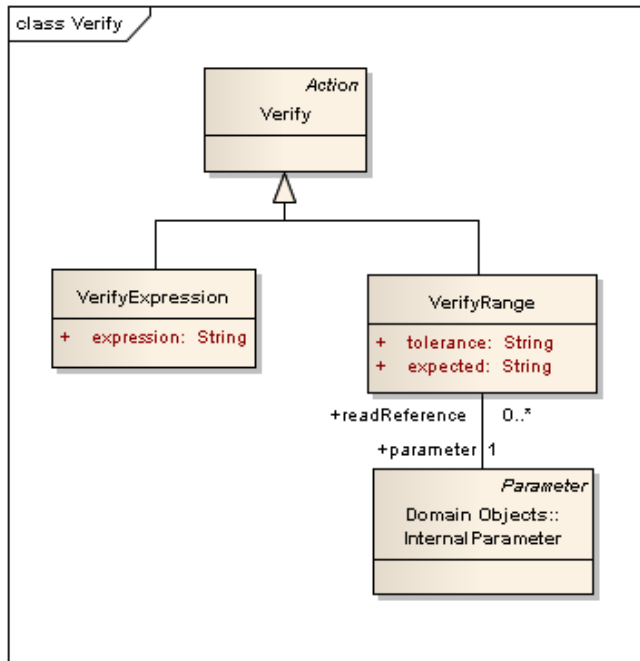 class Verify
Action
Verify
VerifyExpression
+ expression: String
VerifyRange
+ tolerance: String
+ expected: String
+readReference 0..*
+parameter 1
Parameter
Domain Objects::
InternalParameter